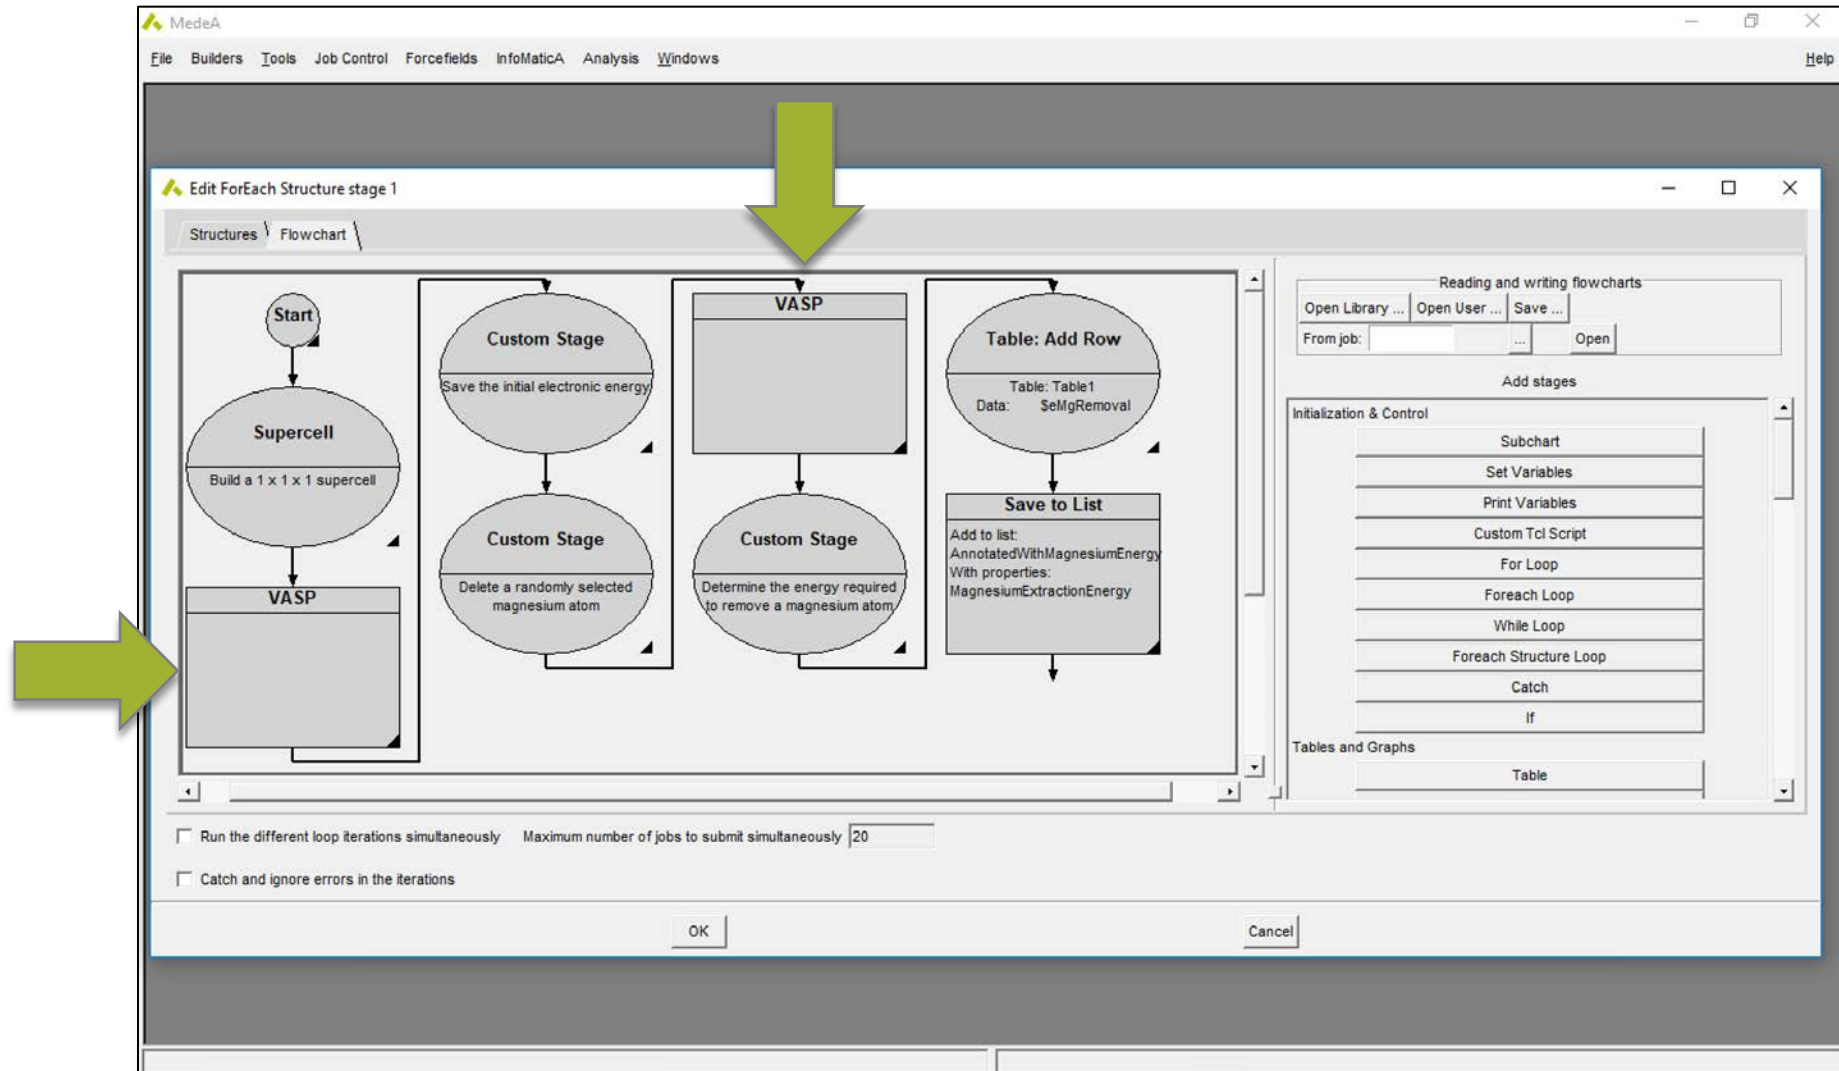 MedeA
File Builders Tools Job Control Forcefields InfoMaticA Analysis Windows Help
Edit ForEach Structure stage 1
Structures Flowchart
Start
Supercell
Build a 1 x 1 x 1 supercell
VASP
Custom Stage
Save the initial electronic energy
Custom Stage
Delete a randomly selected
magnesium atom
VASP
Custom Stage
Determine the energy required
to remove a magnesium atom
Table: Add Row
Table: Table1
Data: $eMgRemoval
Save to List
Add to list:
AnnotatedWithMagnesiumEnergy
With properties:
MagnesiumExtractionEnergy
Reading and writing flowcharts
Open Library ... Open User ... Save ...
From job: ... Open
Add stages
Initialization & Control
Subchart
Set Variables
Print Variables
Custom Tcl Script
For Loop
Foreach Loop
While Loop
Foreach Structure Loop
Catch
If
Tables and Graphs
Table
Run the different loop iterations simultaneously Maximum number of jobs to submit simultaneously 20
Catch and ignore errors in the iterations
OK Cancel